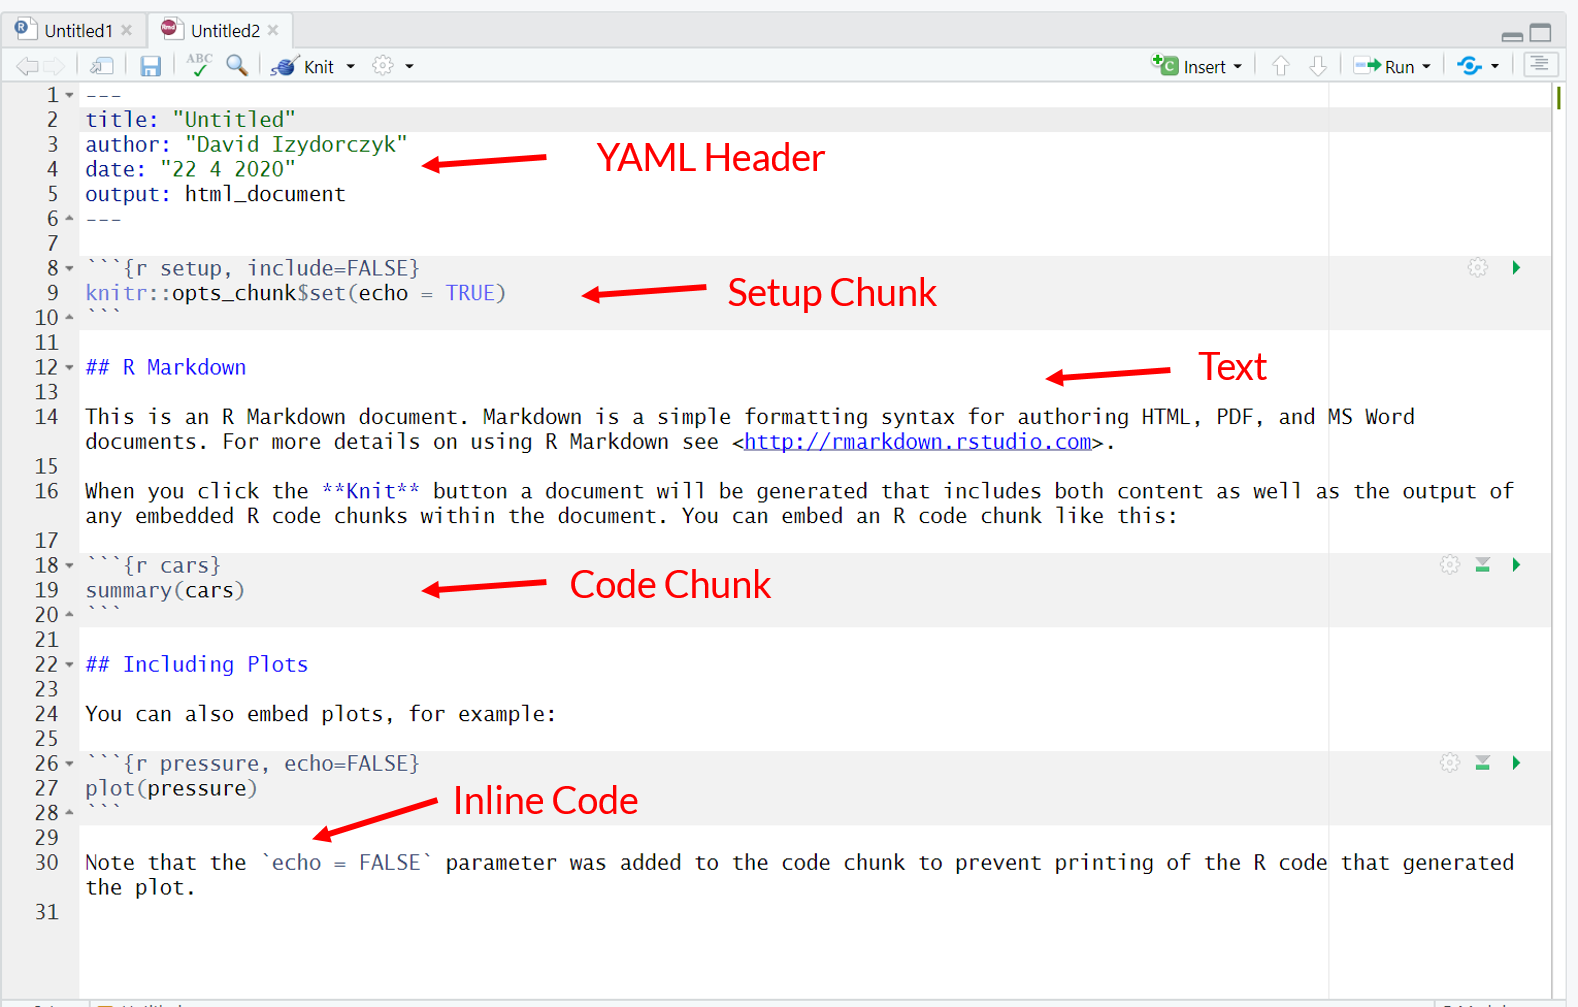 Untitled1
Untitled2
ABC
Knit
Insert
Run
1 ---
2 title: "Untitled"
3 author: "David Izydorczyk"
YAML Header
4 date: "22 4 2020"
5 output: html_document
6 ---
7
8 ```{r setup, include=FALSE}
9 knitr::opts_chunk$set(echo = TRUE)
Setup Chunk
10 ```
11
12 ## R Markdown
Text
13
14 This is an R Markdown document. Markdown is a simple formatting syntax for authoring HTML, PDF, and MS Word
documents. For more details on using R Markdown see <http://rmarkdown.rstudio.com>.
15
16 When you click the **Knit** button a document will be generated that includes both content as well as the output of
any embedded R code chunks within the document. You can embed an R code chunk like this:
17
18 ```{r cars}
19 summary(cars)
Code Chunk
20 ```
21
22 ## Including Plots
23
24 You can also embed plots, for example:
25
26 ```{r pressure, echo=FALSE}
27 plot(pressure)
Inline Code
28 ```
29
30 Note that the `echo = FALSE` parameter was added to the code chunk to prevent printing of the R code that generated
the plot.
31